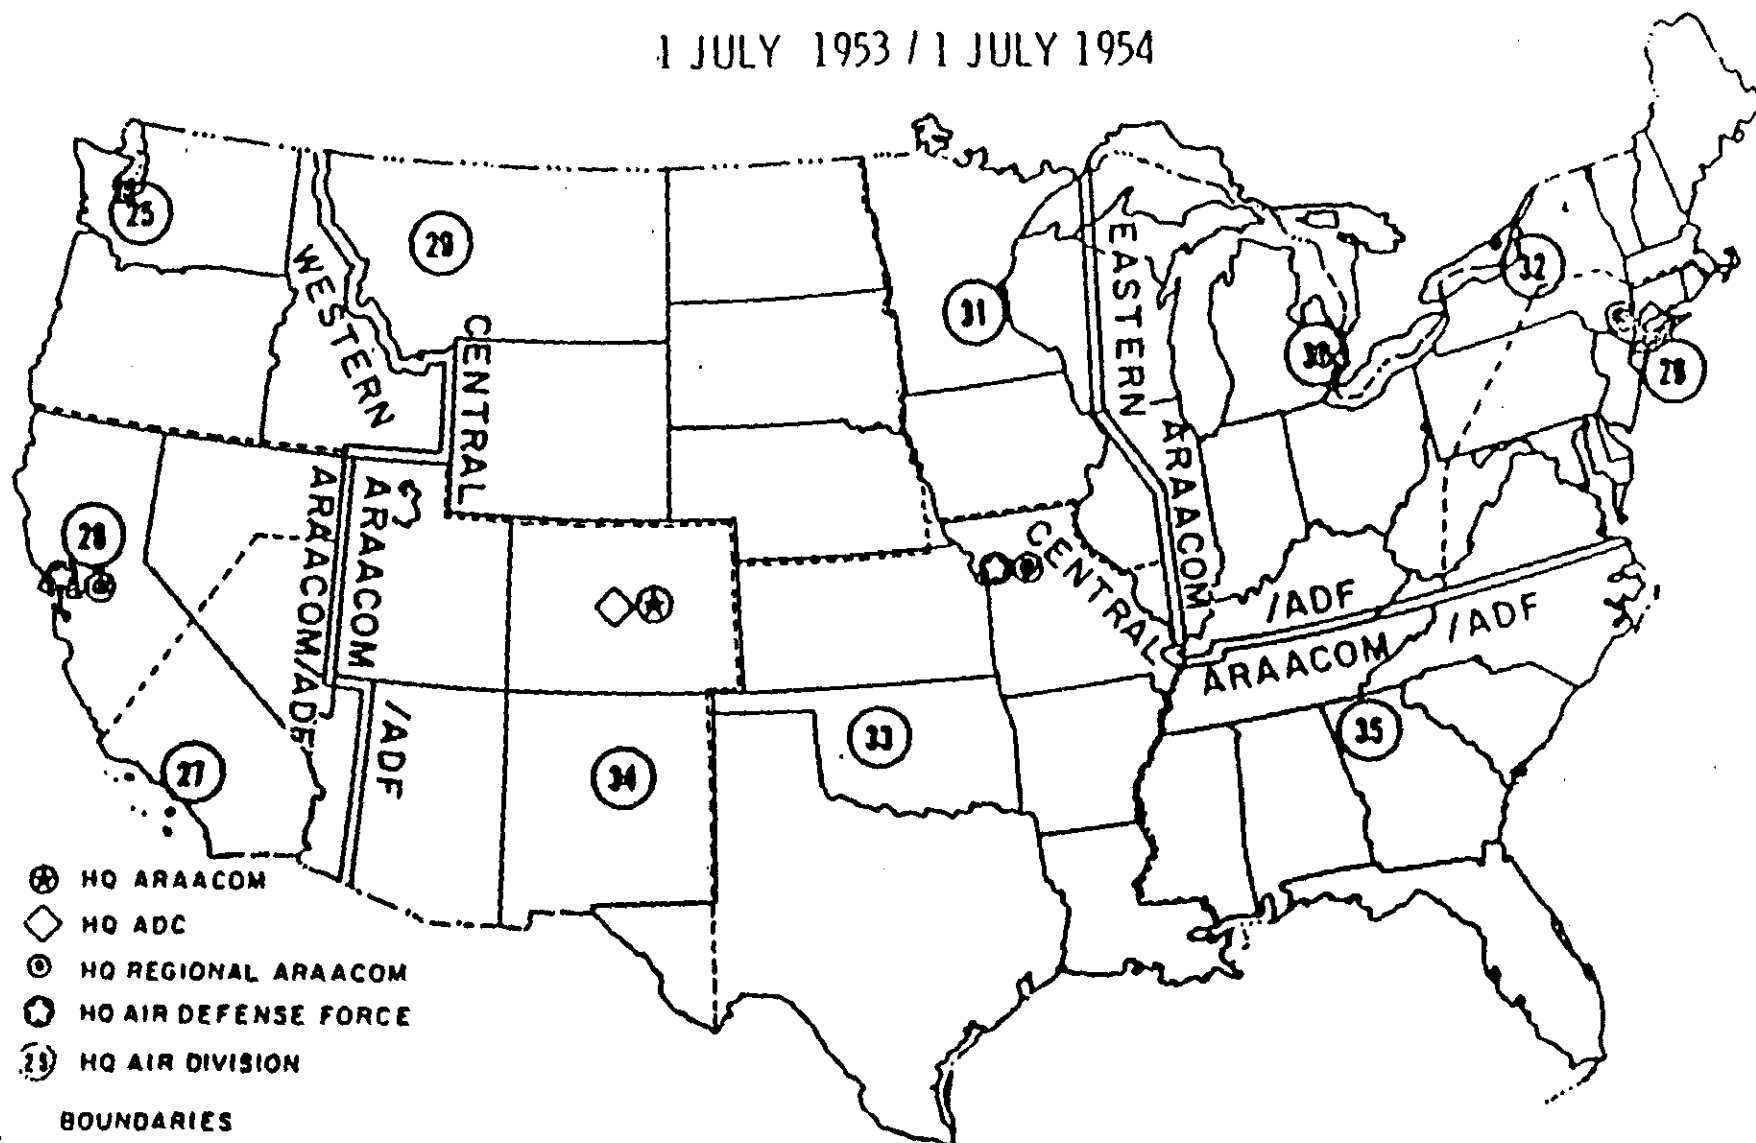 1 JULY 1953 / 1 JULY 1954
25
29
WESTERN
CENTRAL
31
EASTERN
32
30
28
ARAACOM/ADF
ARAACOM
/ADF
CENTRAL
ARAACOM
/ADF
ARAACOM
/ADF
27
34
33
35
HQ ARAACOM
HQ ADC
HQ REGIONAL ARAACOM
HQ AIR DEFENSE FORCE
HQ AIR DIVISION
BOUNDARIES